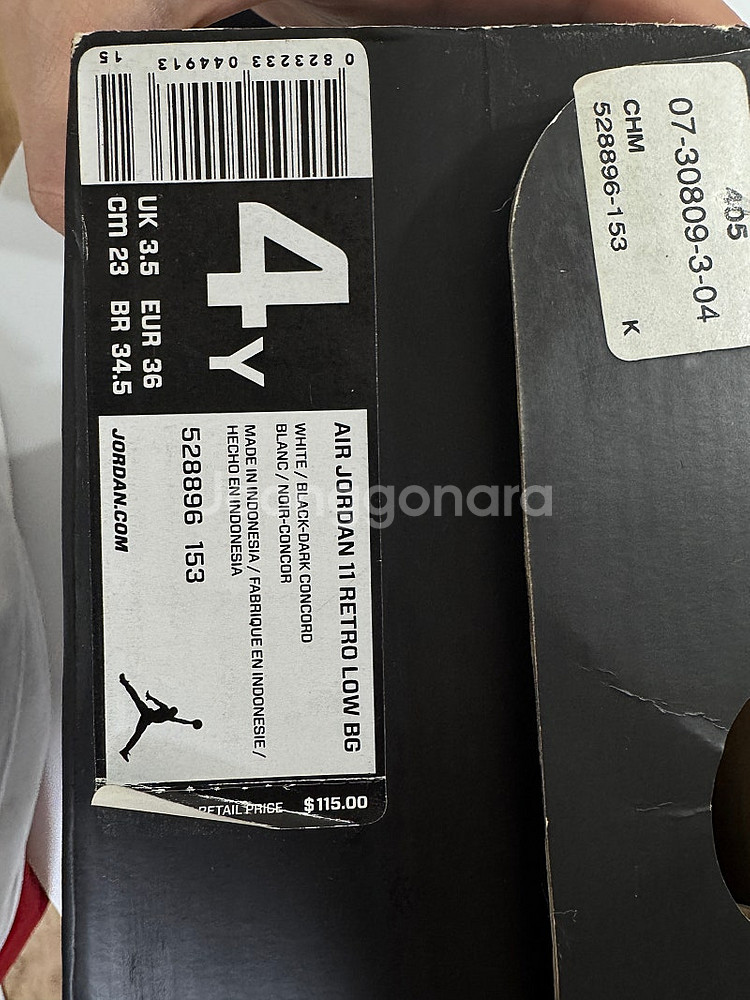 0 823233 044913
15
4Y
UK 3.5 EUR 36
cm 23 BR 34.5
AIR JORDAN 11 RETRO LOW BG
WHITE / BLACK-DARK CONCORD
BLANC / NOIR-CONCOR
MADE IN INDONESIA / FABRIQUE EN INDONESIE /
HECHO EN INDONESIA
528896 153
JORDAN.COM
RETAIL PRICE $115.00
405
07-30809-3-04
CHM
528896-153 K
Joonggonara